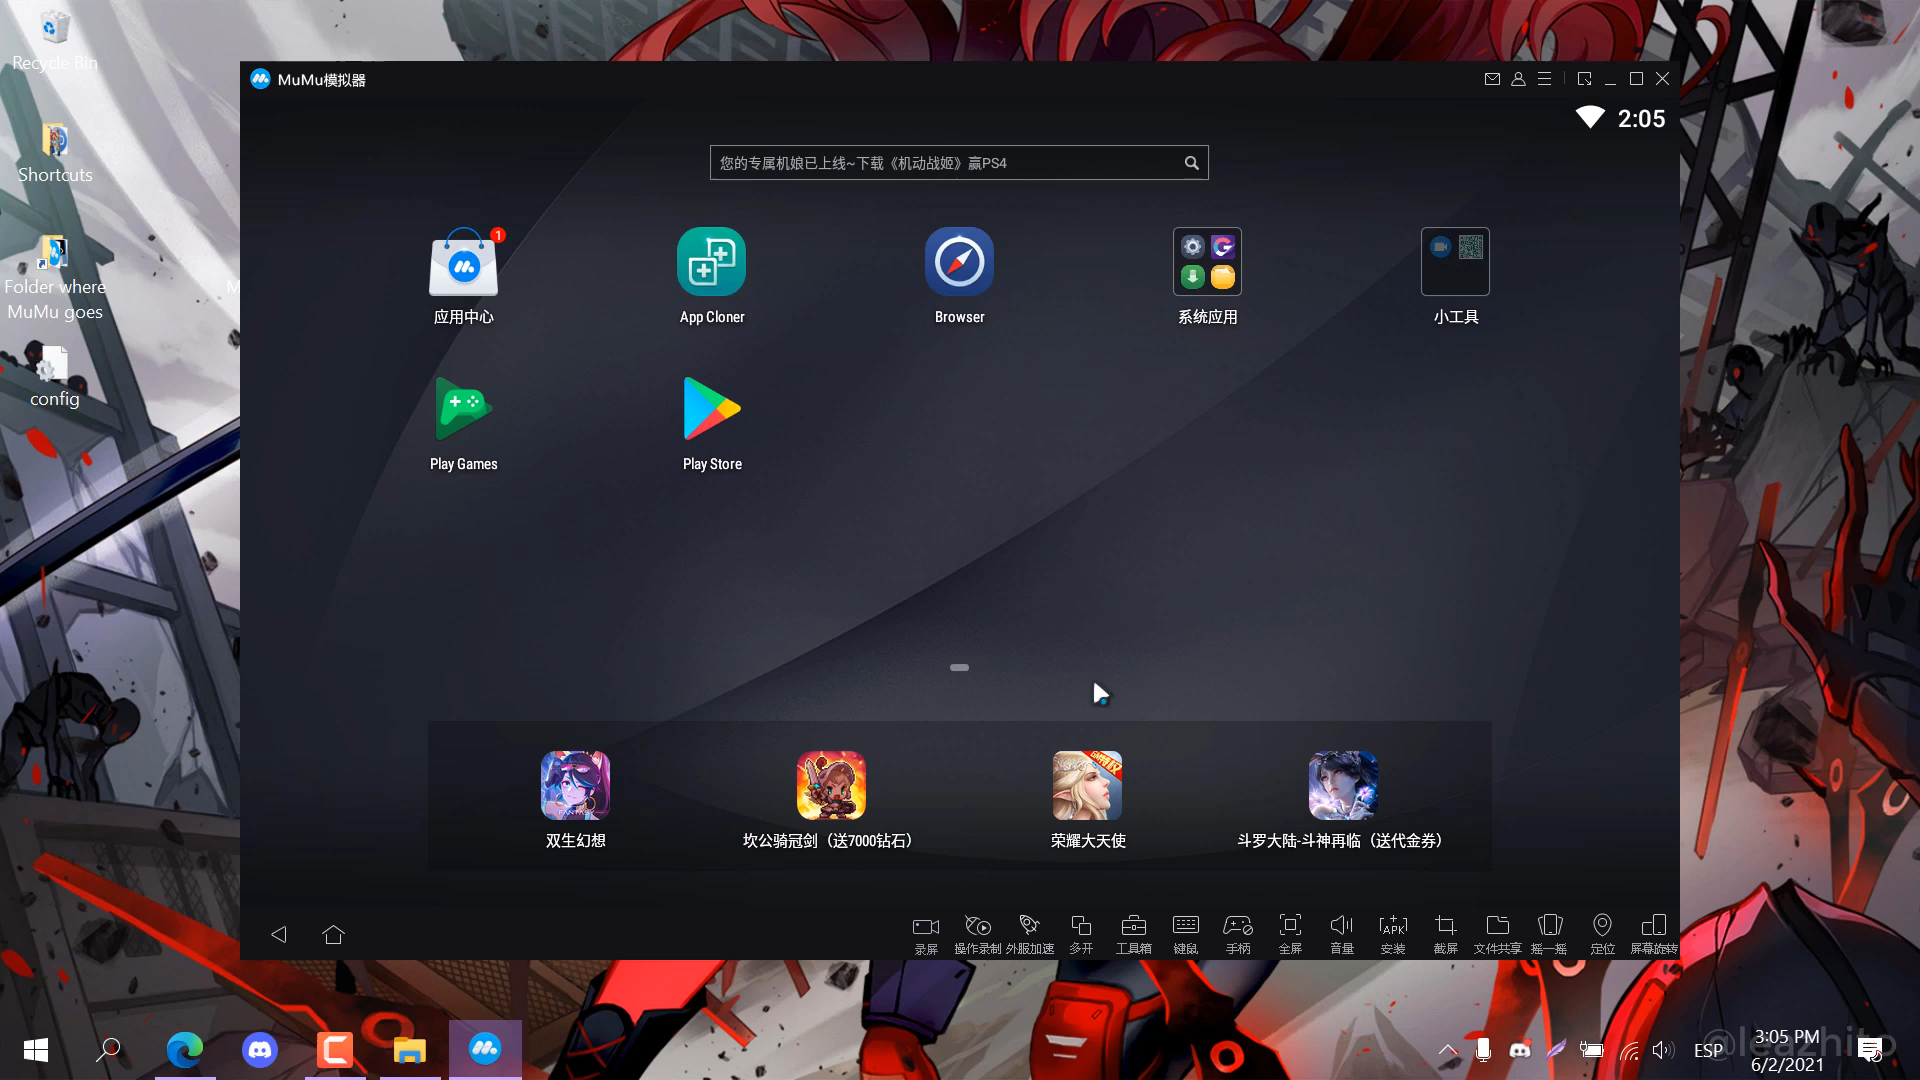 Recycle Bin
Shortcuts
Folder where
MuMu goes
M
config
MuMu模拟器
2:05
您的专属机娘已上线~下载《机动战姬》赢PS4
1
应用中心
App Cloner
Browser
系统应用
小工具
Play Games
Play Store
FANTASY
双生幻想
坎公骑冠剑（送7000钻石）
荣耀大天使
斗罗大陆-斗神再临（送代金券）
录屏
操作录制
外服加速
多开
工具箱
键鼠
手柄
全屏
音量
APK
安装
截屏
文件共享
摇一摇
定位
屏幕旋转
ESP
3:05 PM
6/2/2021
@leazhito